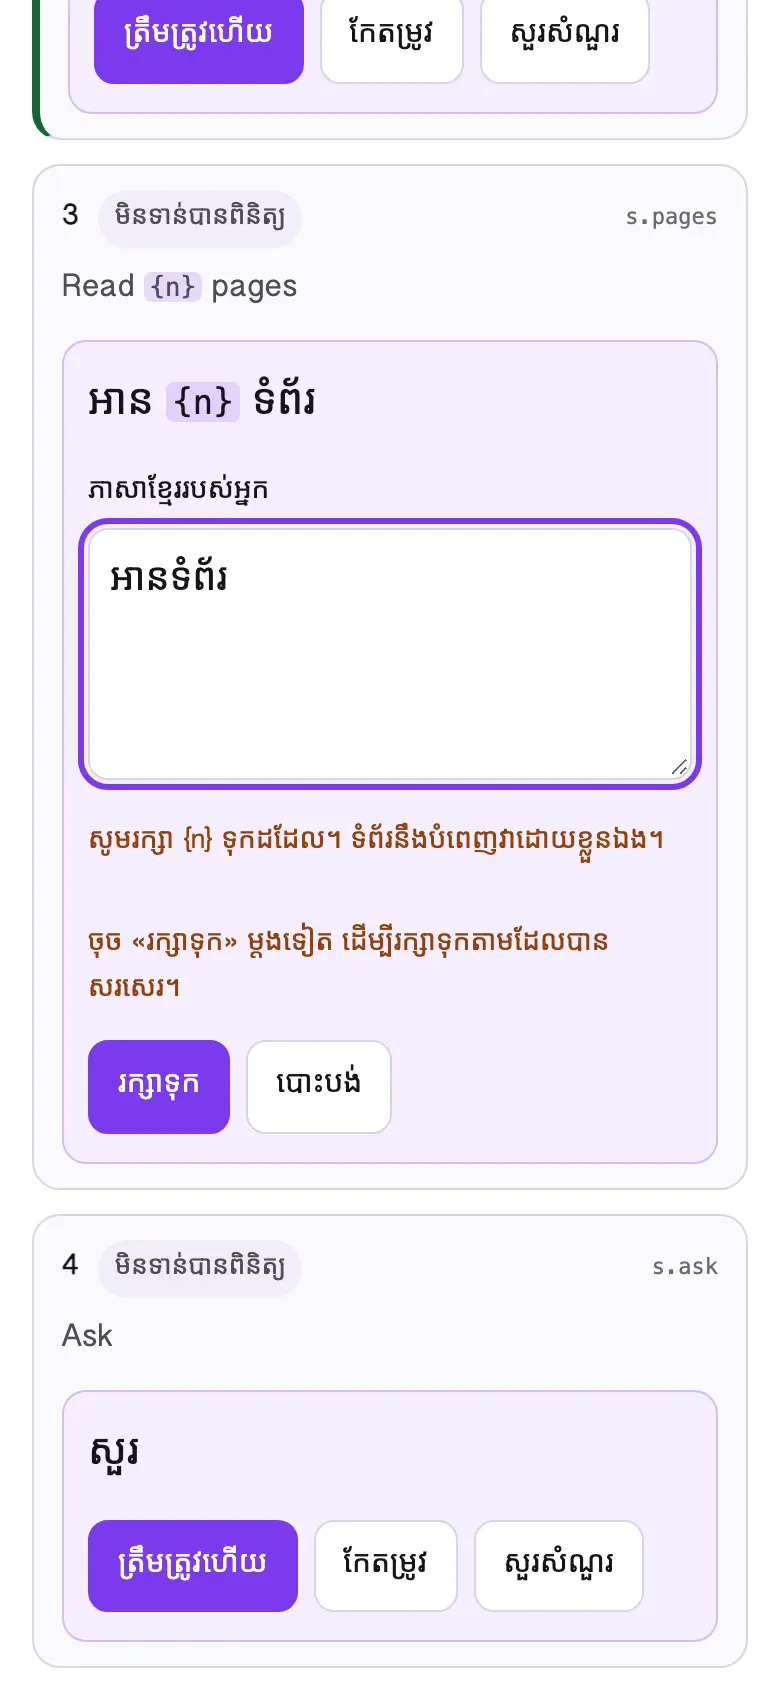 ត្រឹមត្រូវហើយ កែតម្រូវ សួរសំណួរ
3 មិនទាន់បានពិនិត្យ s.pages
Read {n} pages
អាន {n} ទំព័រ
ភាសាខ្មែររបស់អ្នក
អានទំព័រ
សូមរក្សា {n} ទុកដដែល។ ទំព័រនឹងបំពេញវាដោយខ្លួនឯង។
ចុច «រក្សាទុក» ម្ដងទៀត ដើម្បីរក្សាទុកតាមដែលបាន
សរសេរ។
រក្សាទុក បោះបង់
4 មិនទាន់បានពិនិត្យ s.ask
Ask
សួរ
ត្រឹមត្រូវហើយ កែតម្រូវ សួរសំណួរ